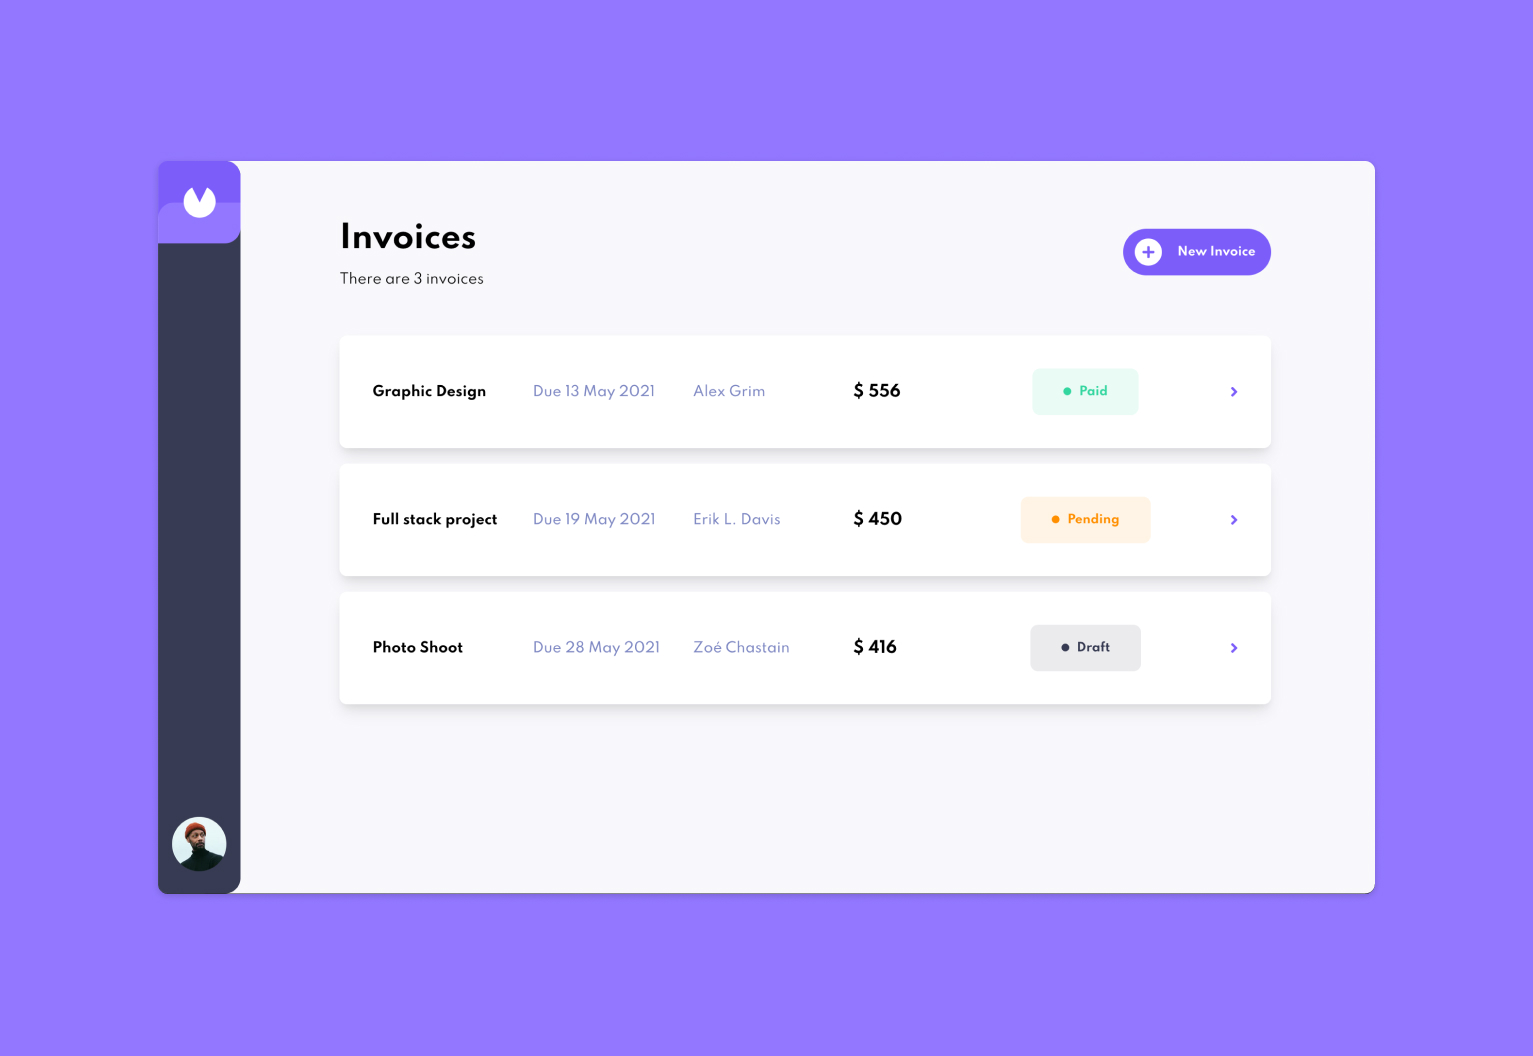 Invoices
There are 3 invoices
New Invoice
Graphic Design Due 13 May 2021 Alex Grim $ 556 Paid
Full stack project Due 19 May 2021 Erik L. Davis $ 450 Pending
Photo Shoot Due 28 May 2021 Zoé Chastain $ 416 Draft